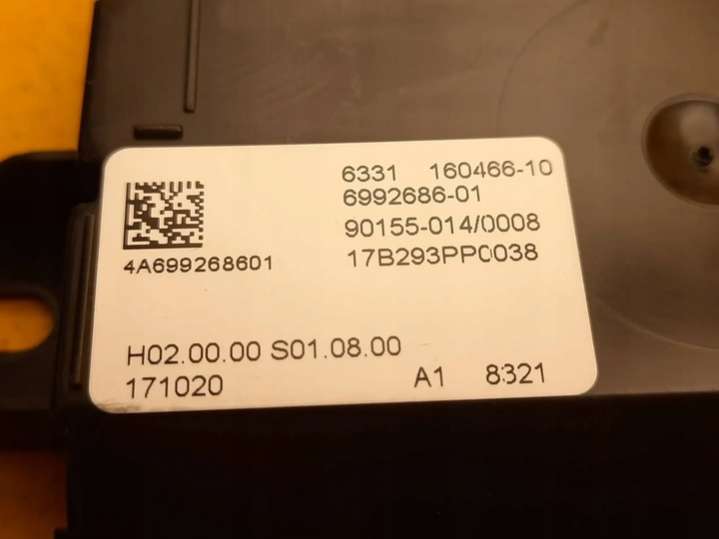 6331 160466-10
6992686-01
90155-014/0008
17B293PP0038
4A699268601
H02.00.00 S01.08.00
171020 A1 8321